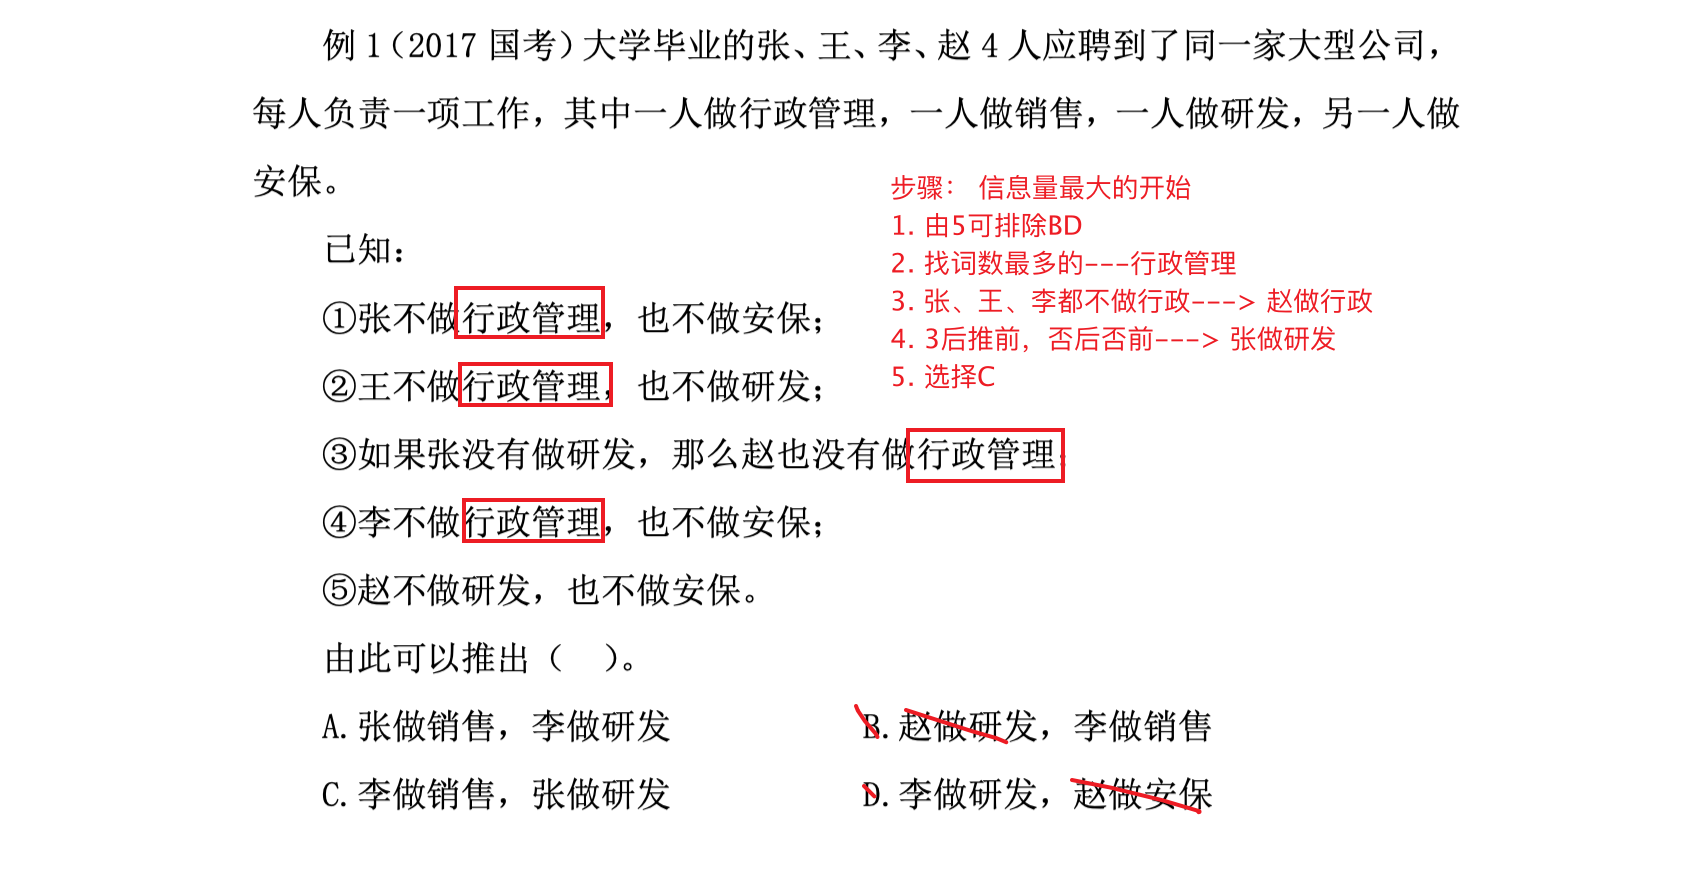 例 1（2017 国考）大学毕业的张、王、李、赵 4 人应聘到了同一家大型公司，
每人负责一项工作，其中一人做行政管理，一人做销售，一人做研发，另一人做
安保。
步骤： 信息量最大的开始
1. 由5可排除BD
2. 找词数最多的---行政管理
3. 张、王、李都不做行政---> 赵做行政
4. 3后推前，否后否前---> 张做研发
5. 选择C
已知：
①张不做行政管理，也不做安保；
②王不做行政管理，也不做研发；
③如果张没有做研发，那么赵也没有做行政管理；
④李不做行政管理，也不做安保；
⑤赵不做研发，也不做安保。
由此可以推出（ ）。
A. 张做销售，李做研发
B. 赵做研发，李做销售
C. 李做销售，张做研发
D. 李做研发，赵做安保